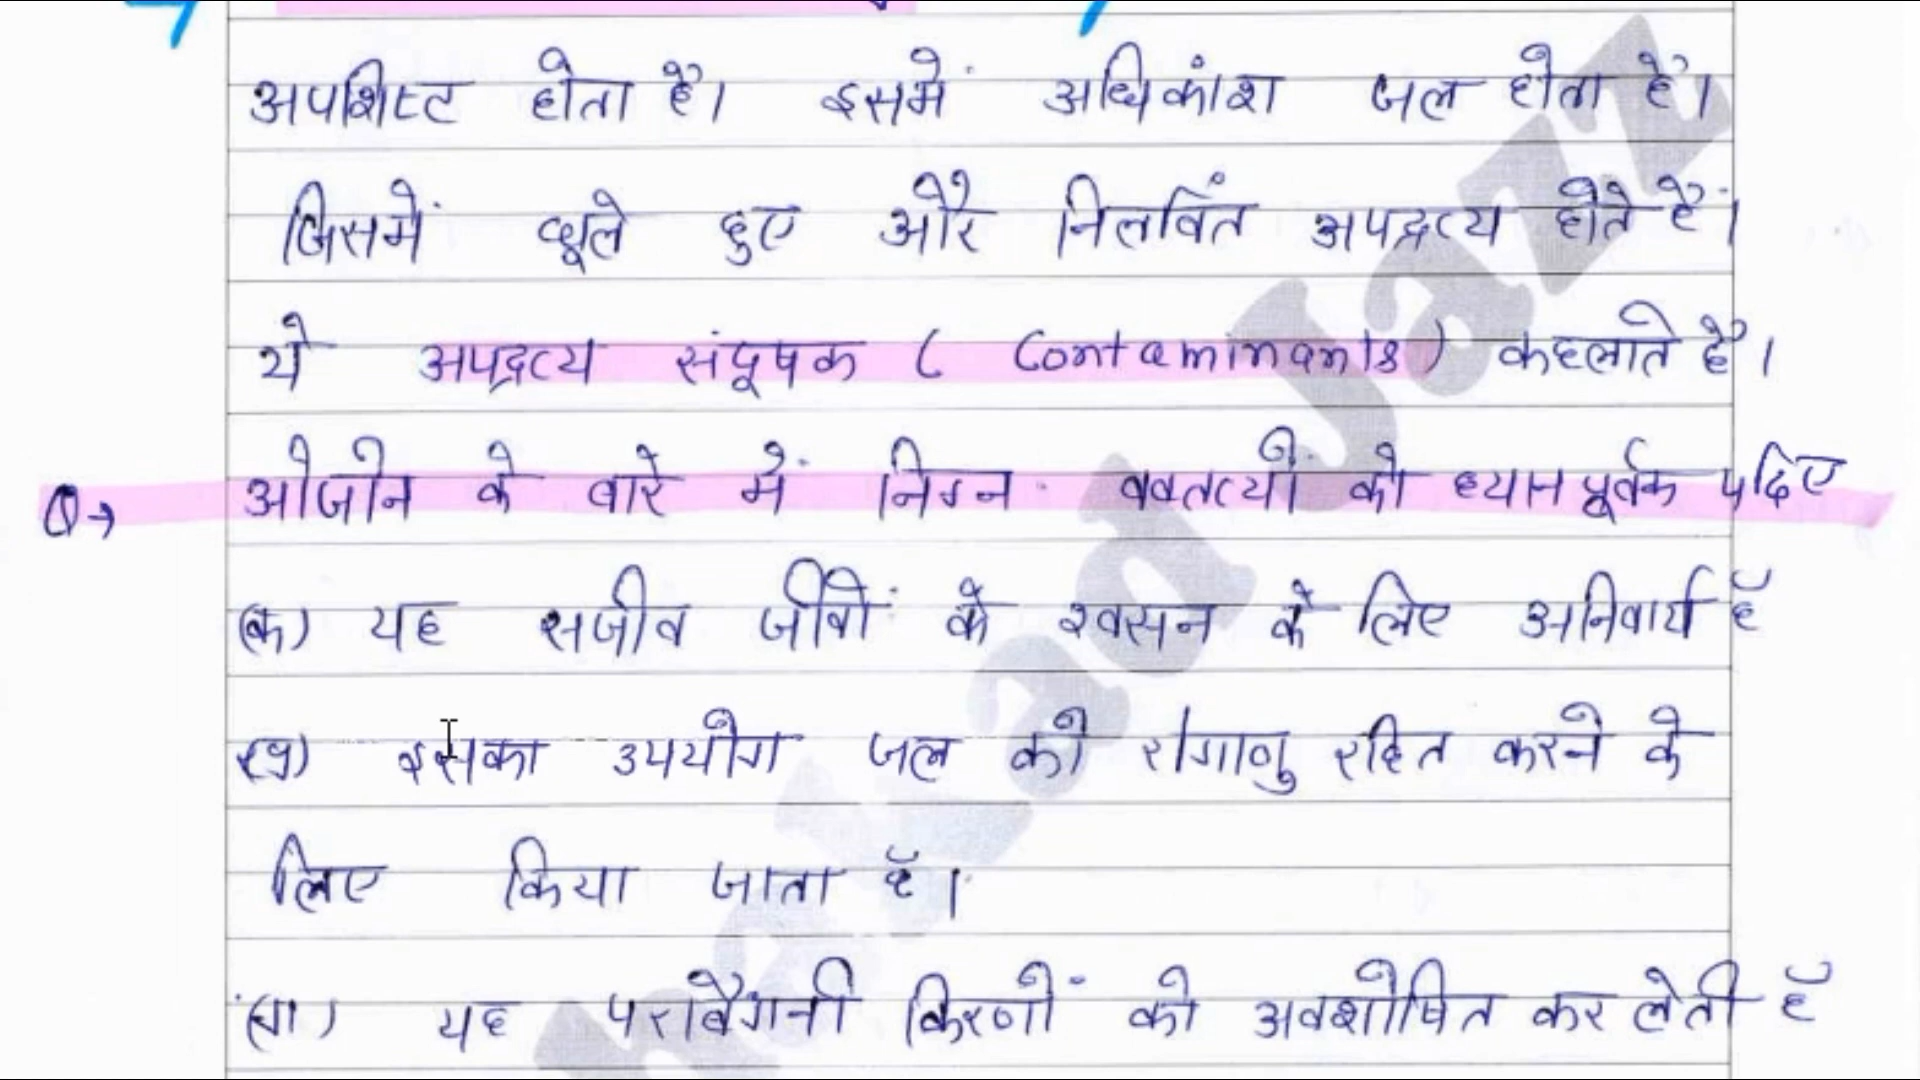 अपशिष्ट होता है। इसमें अधिकांश जल होता है।
जिसमें घूले हुए और निलवितं अपद्रव्य होते हैं।
ये अपद्रव्य संदूषक ( Contaminants) कहलाते है।
Q→ ओजोन के बारे में निम्न वक्तव्यों को ध्यानपूर्वक पढिए
(क) यह सजीव जीवों के श्वसन के लिए अनिवार्य है
(ख) इसका उपयोग जल को रोगाणु रहित करने के
लिए किया जाता है।
(ग) यह पराबैंगनी किरणों को अवशोषित कर लेती है